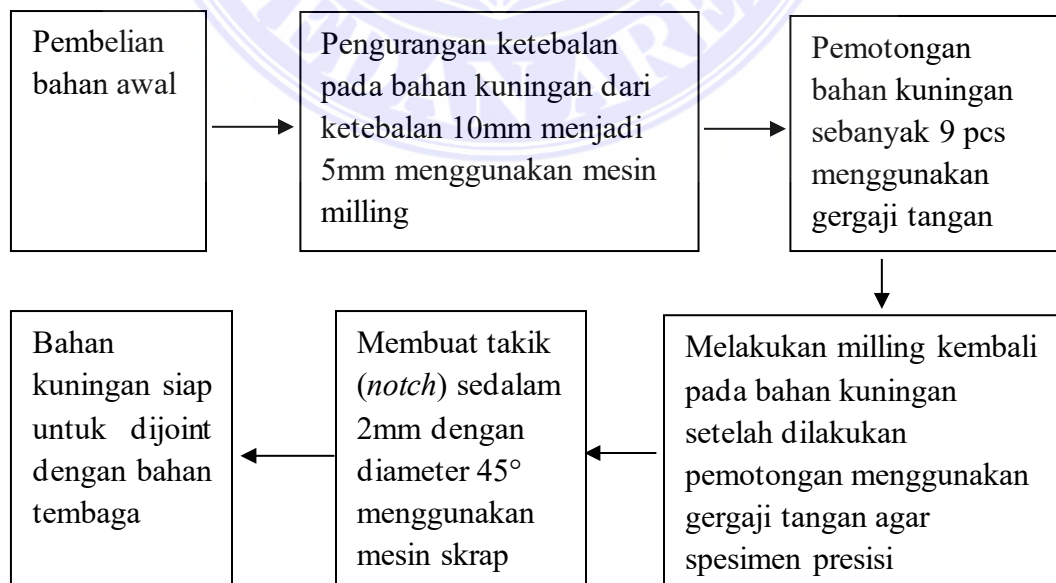 Pembelian
bahan awal
Pengurangan ketebalan
pada bahan kuningan dari
ketebalan 10mm menjadi
5mm menggunakan mesin
milling
Pemotongan
bahan kuningan
sebanyak 9 pcs
menggunakan
gergaji tangan
Melakukan milling kembali
pada bahan kuningan
setelah dilakukan
pemotongan menggunakan
gergaji tangan agar
spesimen presisi
Membuat takik
(notch) sedalam
2mm dengan
diameter 45°
menggunakan
mesin skrap
Bahan
kuningan siap
untuk dijoint
dengan bahan
tembaga